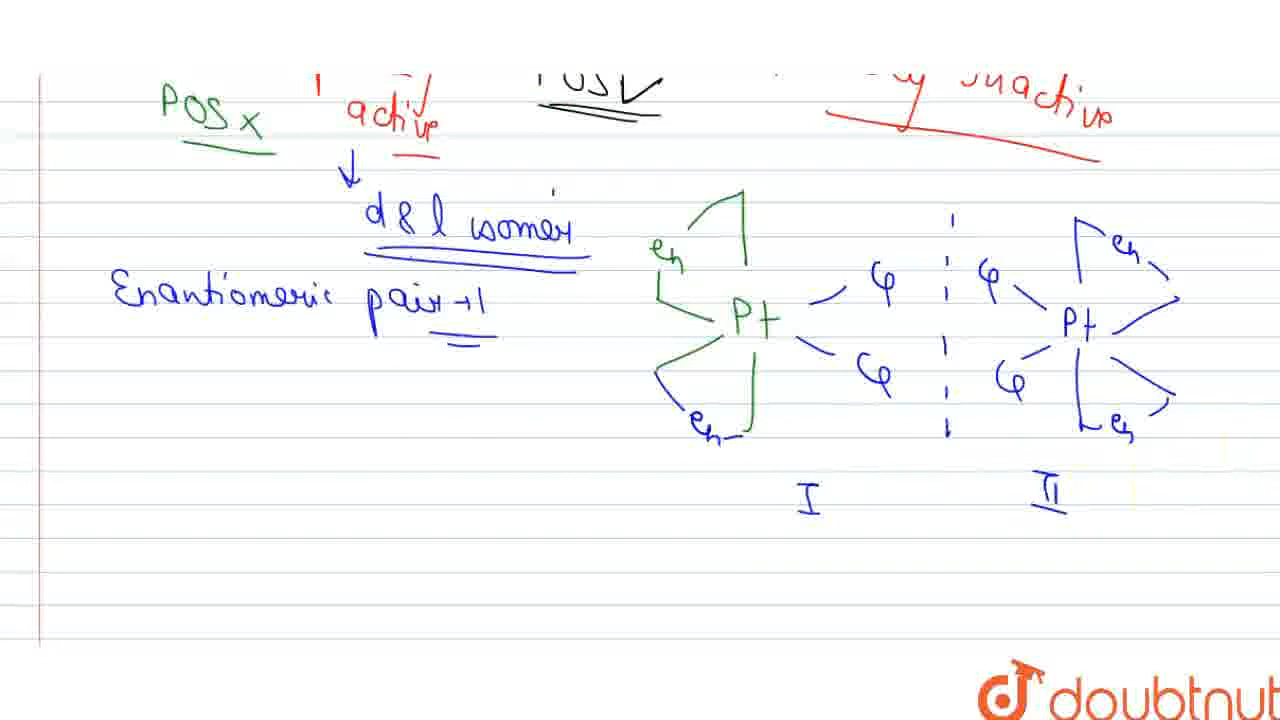 POS x
active
POS
inactive
d & l isomer
Enantiomeric pair → 1
en
en
Pt
Cl
Cl
Cl
Cl
Pt
en
en
I
II
doubtnut